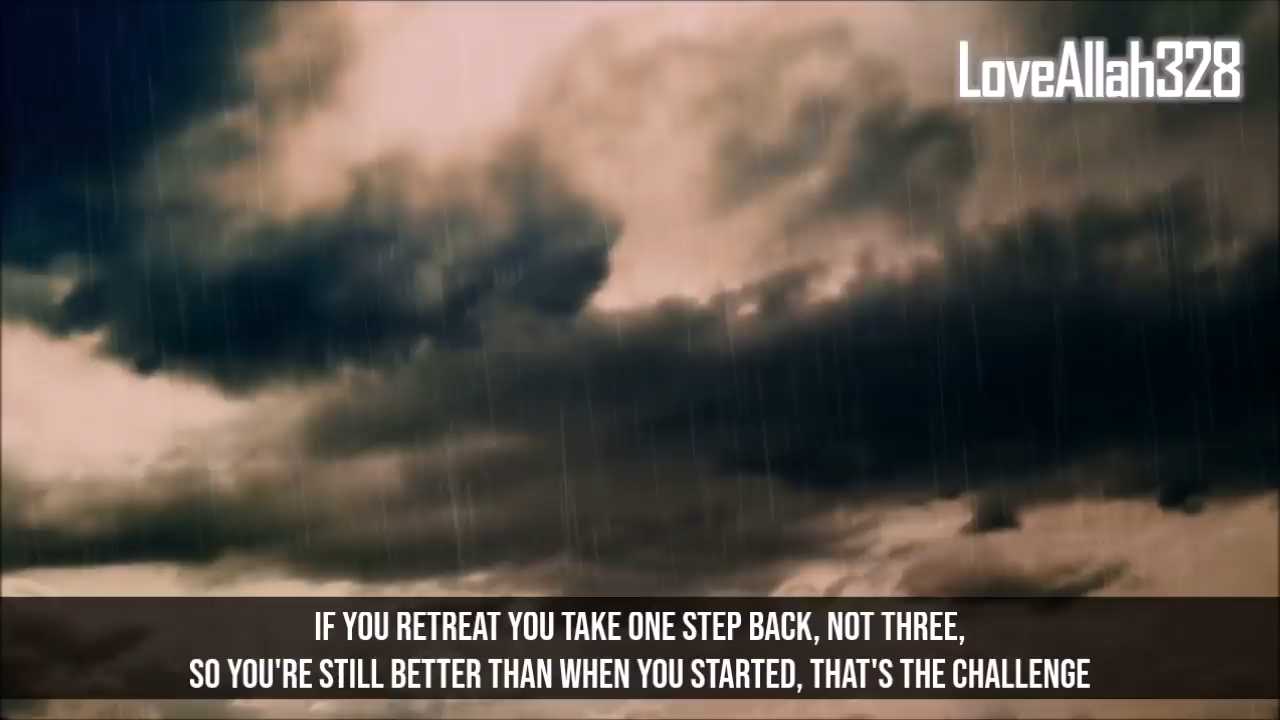 LoveAllah328
IF YOU RETREAT YOU TAKE ONE STEP BACK, NOT THREE,
SO YOU'RE STILL BETTER THAN WHEN YOU STARTED, THAT'S THE CHALLENGE